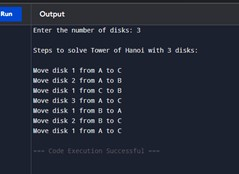 Run
Output
Enter the number of disks: 3
Steps to solve Tower of Hanoi with 3 disks:
Move disk 1 from A to C
Move disk 2 from A to B
Move disk 1 from C to B
Move disk 3 from A to C
Move disk 1 from B to A
Move disk 2 from B to C
Move disk 1 from A to C
=== Code Execution Successful ===